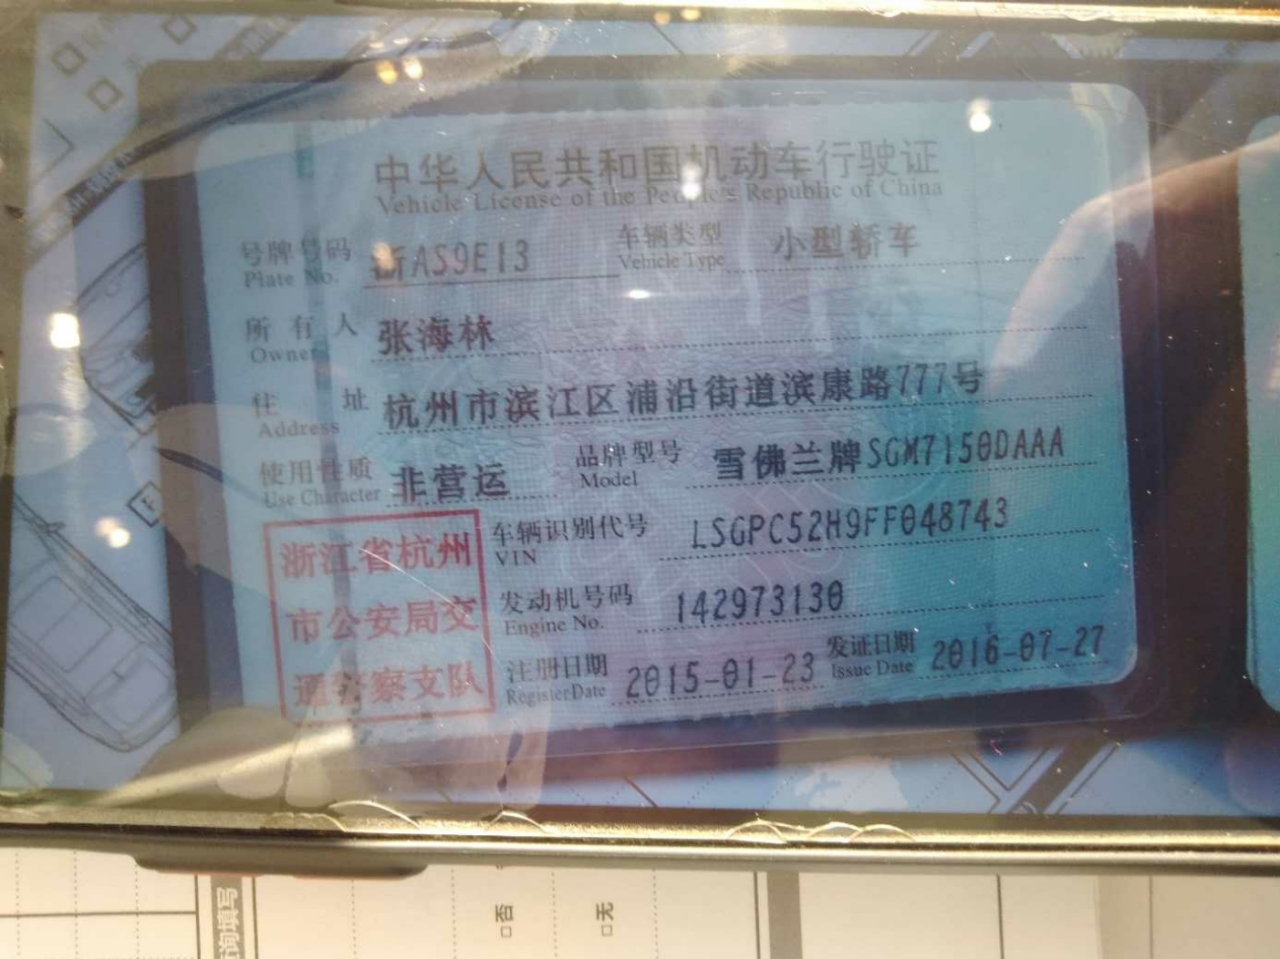 中华人民共和国机动车行驶证
Vehicle License of the People's Republic of China
号牌号码 浙AS9E13 车辆类型 小型轿车
Plate No. Vehicle Type
所有人 张海林
Owner
住址 杭州市滨江区浦沿街道滨康路777号
Address
使用性质 非营运 品牌型号 雪佛兰牌SGM7150DAAA
Use Character Model
车辆识别代号 LSGPC52H9FF048743
VIN
发动机号码 142973130
Engine No.
注册日期 2015-01-23 发证日期 2016-07-27
Register Date Issue Date
浙江省杭州
市公安局交
通警察支队
询填写
□否
□无